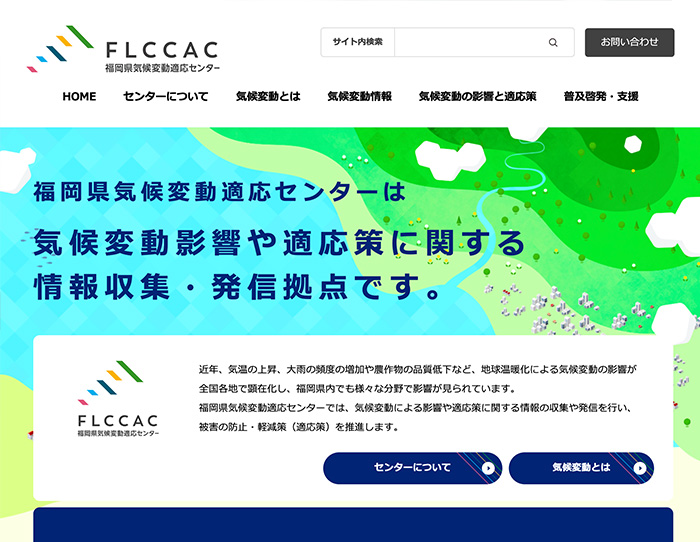 FLCCAC
福岡県気候変動適応センター
サイト内検索
お問い合わせ
HOME センターについて 気候変動とは 気候変動情報 気候変動の影響と適応策 普及啓発・支援
福岡県気候変動適応センターは
気候変動影響や適応策に関する
情報収集・発信拠点です。
FLCCAC
福岡県気候変動適応センター
近年、気温の上昇、大雨の頻度の増加や農作物の品質低下など、地球温暖化による気候変動の影響が
全国各地で顕在化し、福岡県内でも様々な分野で影響が見られています。
福岡県気候変動適応センターでは、気候変動による影響や適応策に関する情報の収集や発信を行い、
被害の防止・軽減策（適応策）を推進します。
センターについて
気候変動とは